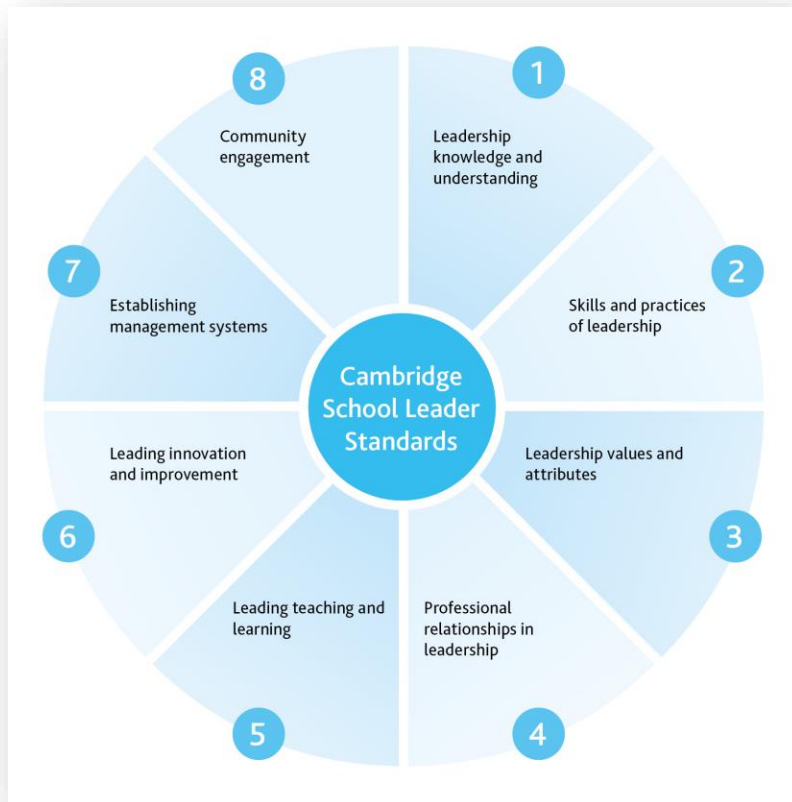 Cambridge
School Leader
Standards
1
Leadership
knowledge and
understanding
2
Skills and practices
of leadership
3
Leadership values and
attributes
4
Professional
relationships in
leadership
5
Leading teaching and
learning
6
Leading innovation
and improvement
7
Establishing
management systems
8
Community
engagement